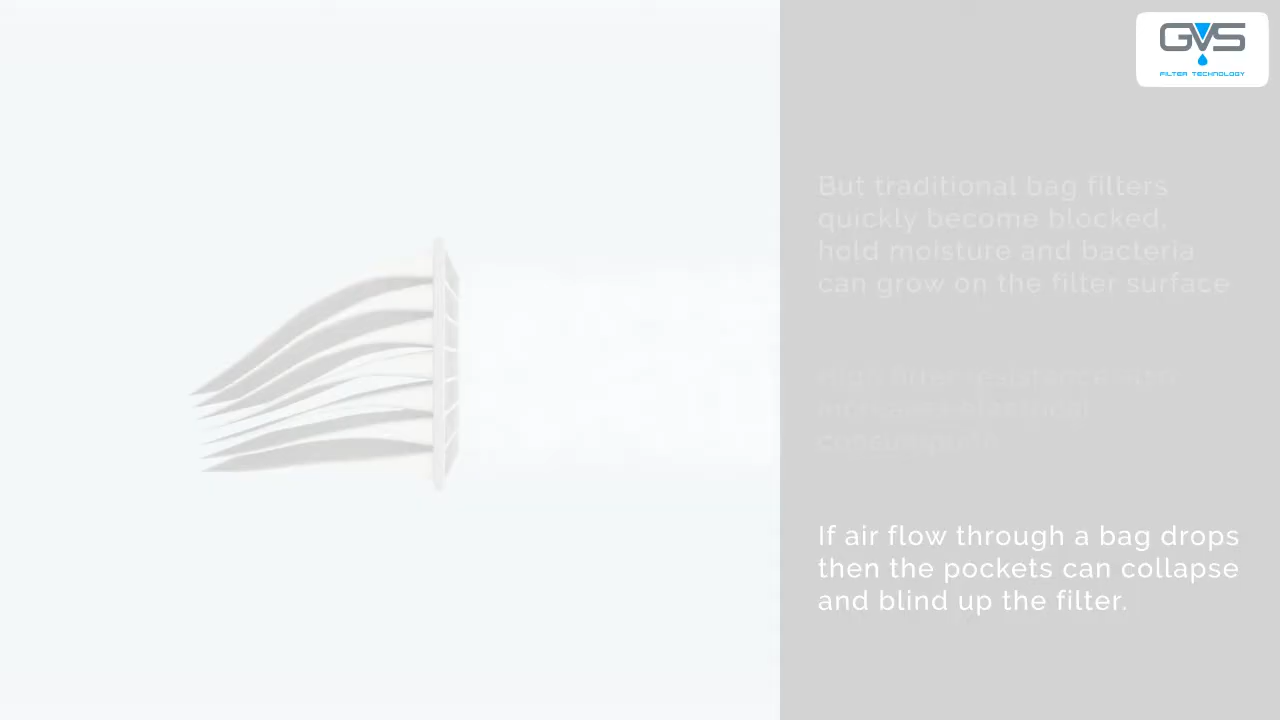 GVS
FILTER TECHNOLOGY
But traditional bag filters
quickly become blocked,
hold moisture and bacteria
can grow on the filter surface
If air flow through a bag drops
then the pockets can collapse
and blind up the filter.